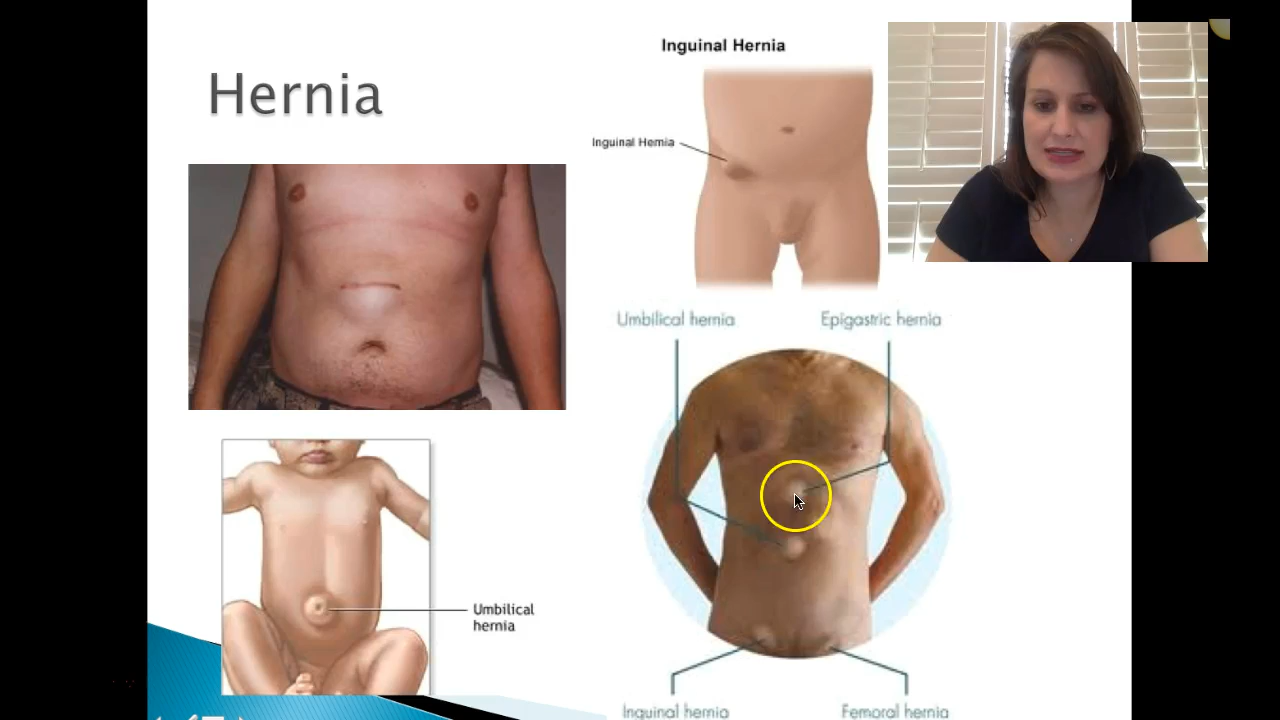 Hernia
Inguinal Hernia
Inguinal Hernia
Umbilical hernia
Epigastric hernia
Umbilical
hernia
Inguinal hernia
Femoral hernia